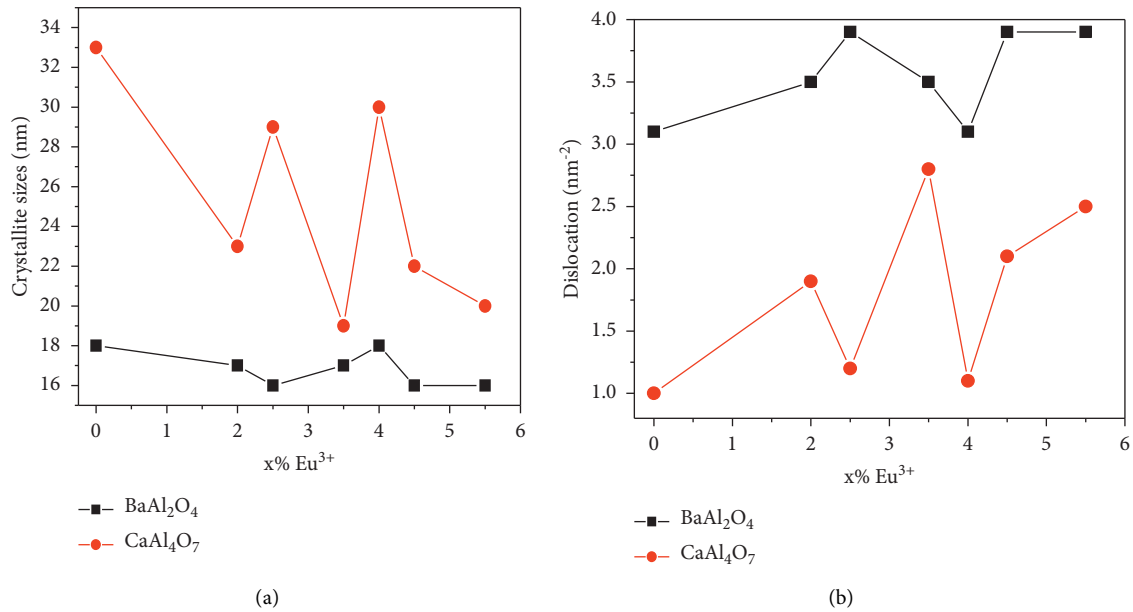 Crystallite sizes (nm)
34
32
30
28
26
24
22
20
18
16
0 1 2 3 4 5 6
x% Eu³⁺
BaAl₂O₄
CaAl₄O₇
(a)
Dislocation (nm⁻²)
4.0
3.5
3.0
2.5
2.0
1.5
1.0
0 1 2 3 4 5 6
x% Eu³⁺
BaAl₂O₄
CaAl₄O₇
(b)